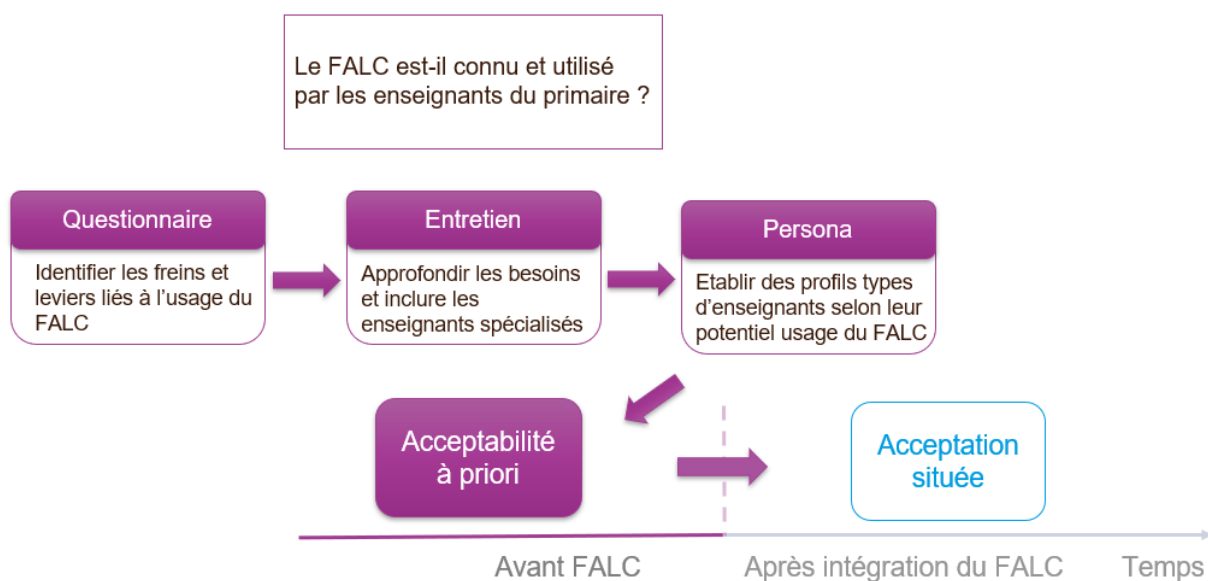 Le FALC est-il connu et utilisé
par les enseignants du primaire ?
Questionnaire
Identifier les freins et
leviers liés à l'usage du
FALC
Entretien
Approfondir les besoins
et inclure les
enseignants spécialisés
Persona
Etablir des profils types
d'enseignants selon leur
potentiel usage du FALC
Acceptabilité
à priori
Acceptation
située
Avant FALC
Après intégration du FALC
Temps